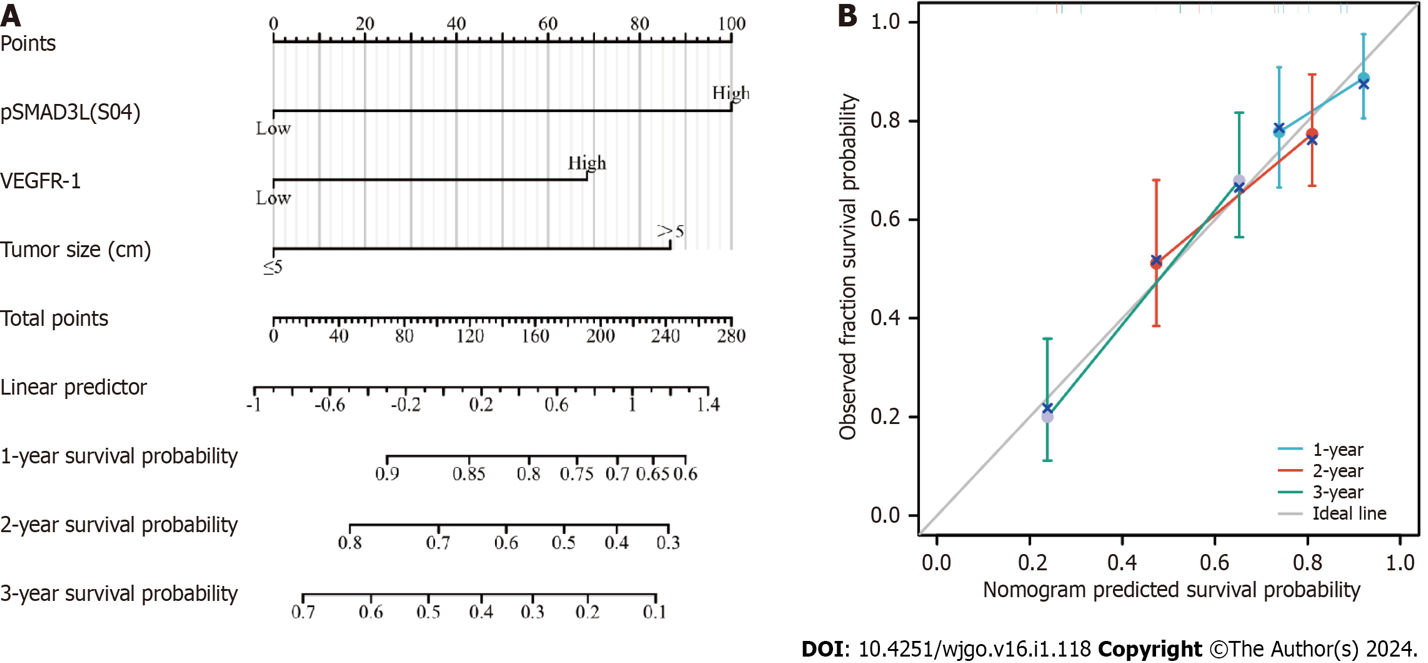 A
0 20 40 60 80 100
Points
High
pSMAD3L(S04)
Low
High
VEGFR-1
Low
>5
Tumor size (cm)
≤5
Total points
0 40 80 120 160 200 240 280
Linear predictor
-1 -0.6 -0.2 0.2 0.6 1 1.4
1-year survival probability
0.9 0.85 0.8 0.75 0.7 0.65 0.6
2-year survival probability
0.8 0.7 0.6 0.5 0.4 0.3
3-year survival probability
0.7 0.6 0.5 0.4 0.3 0.2 0.1
B
Observed fraction survival probability
1.0
0.8
0.6
0.4
0.2
0.0
1-year
2-year
3-year
Ideal line
0.0 0.2 0.4 0.6 0.8 1.0
Nomogram predicted survival probability
DOI: 10.4251/wjgo.v16.i1.118 Copyright ©The Author(s) 2024.